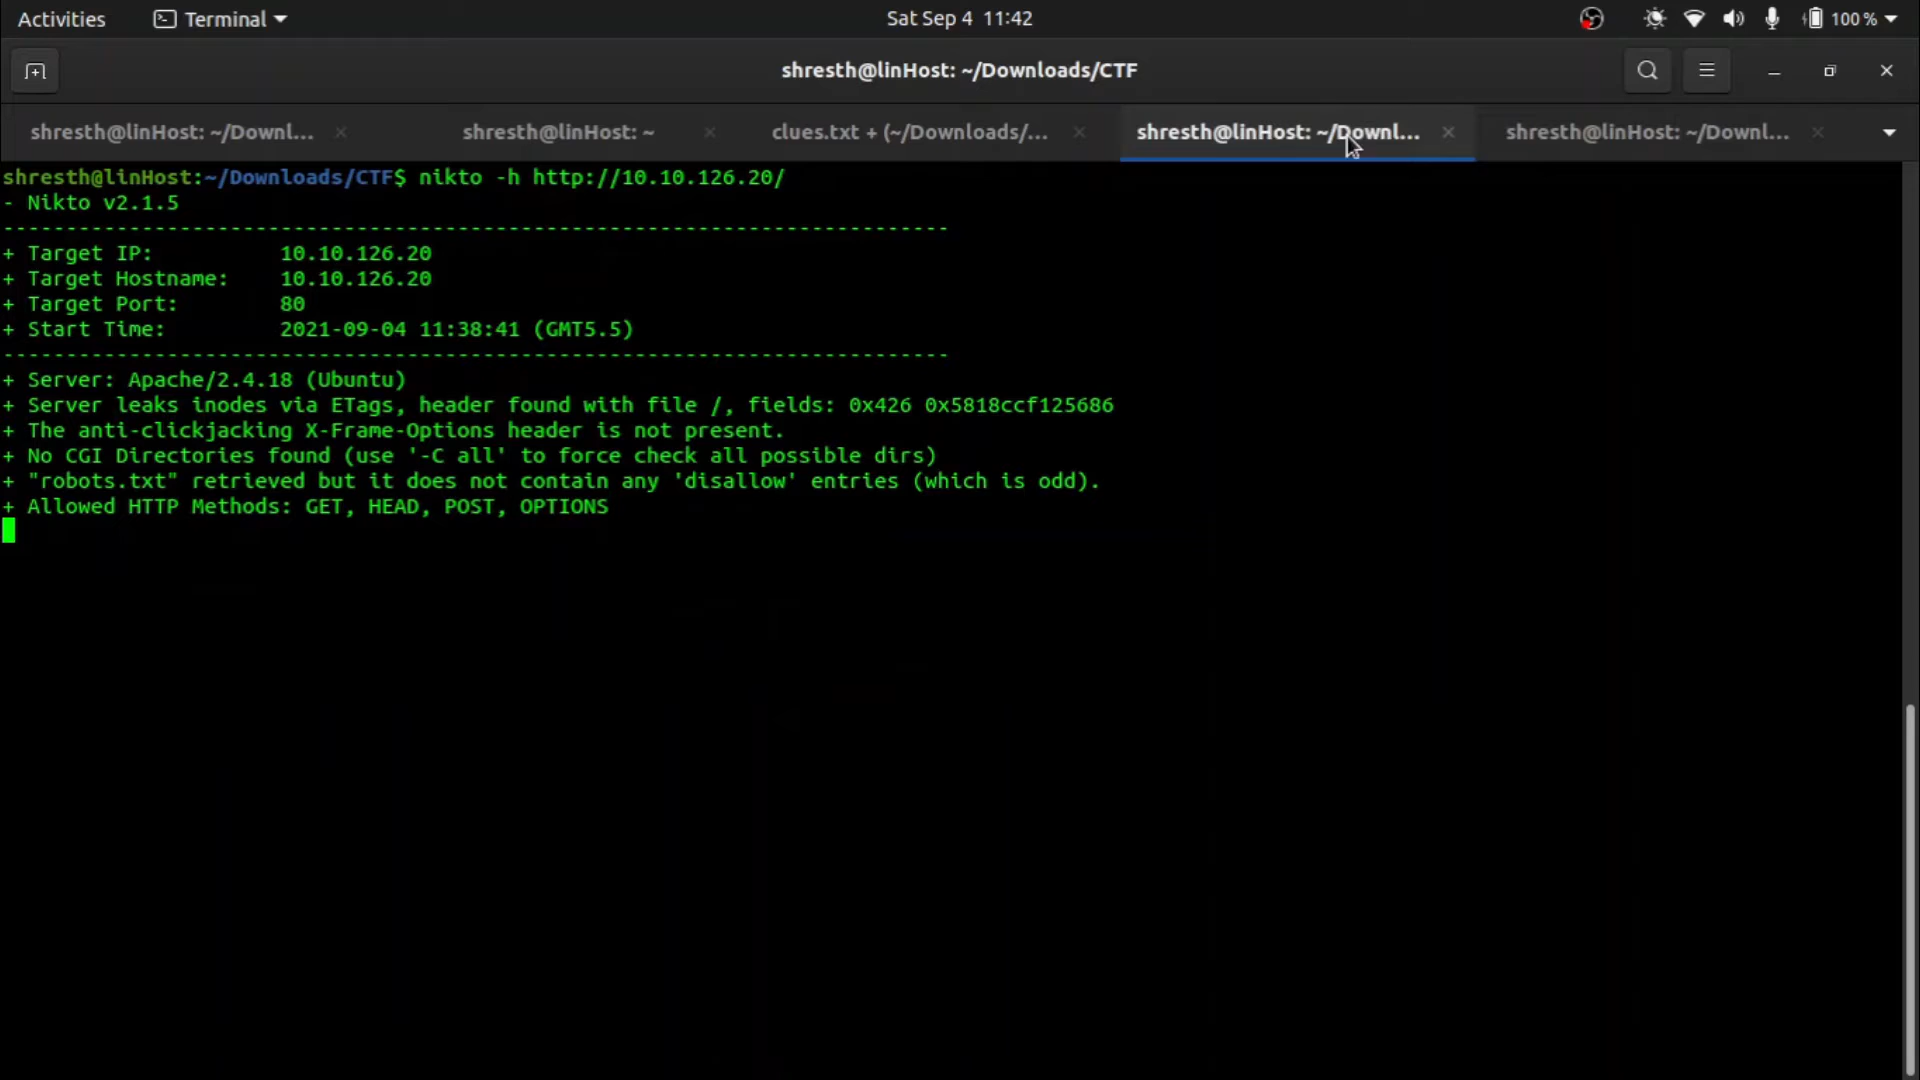 Activities Terminal Sat Sep 4 11:42 100 %
shresth@linHost: ~/Downloads/CTF
shresth@linHost: ~/Downl... shresth@linHost: ~ clues.txt + (~/Downloads/... shresth@linHost: ~/Downl... shresth@linHost: ~/Downl...
shresth@linHost:~/Downloads/CTF$ nikto -h http://10.10.126.20/
- Nikto v2.1.5
---------------------------------------------------------------------------
+ Target IP:          10.10.126.20
+ Target Hostname:    10.10.126.20
+ Target Port:        80
+ Start Time:         2021-09-04 11:38:41 (GMT5.5)
---------------------------------------------------------------------------
+ Server: Apache/2.4.18 (Ubuntu)
+ Server leaks inodes via ETags, header found with file /, fields: 0x426 0x5818ccf125686
+ The anti-clickjacking X-Frame-Options header is not present.
+ No CGI Directories found (use '-C all' to force check all possible dirs)
+ "robots.txt" retrieved but it does not contain any 'disallow' entries (which is odd).
+ Allowed HTTP Methods: GET, HEAD, POST, OPTIONS